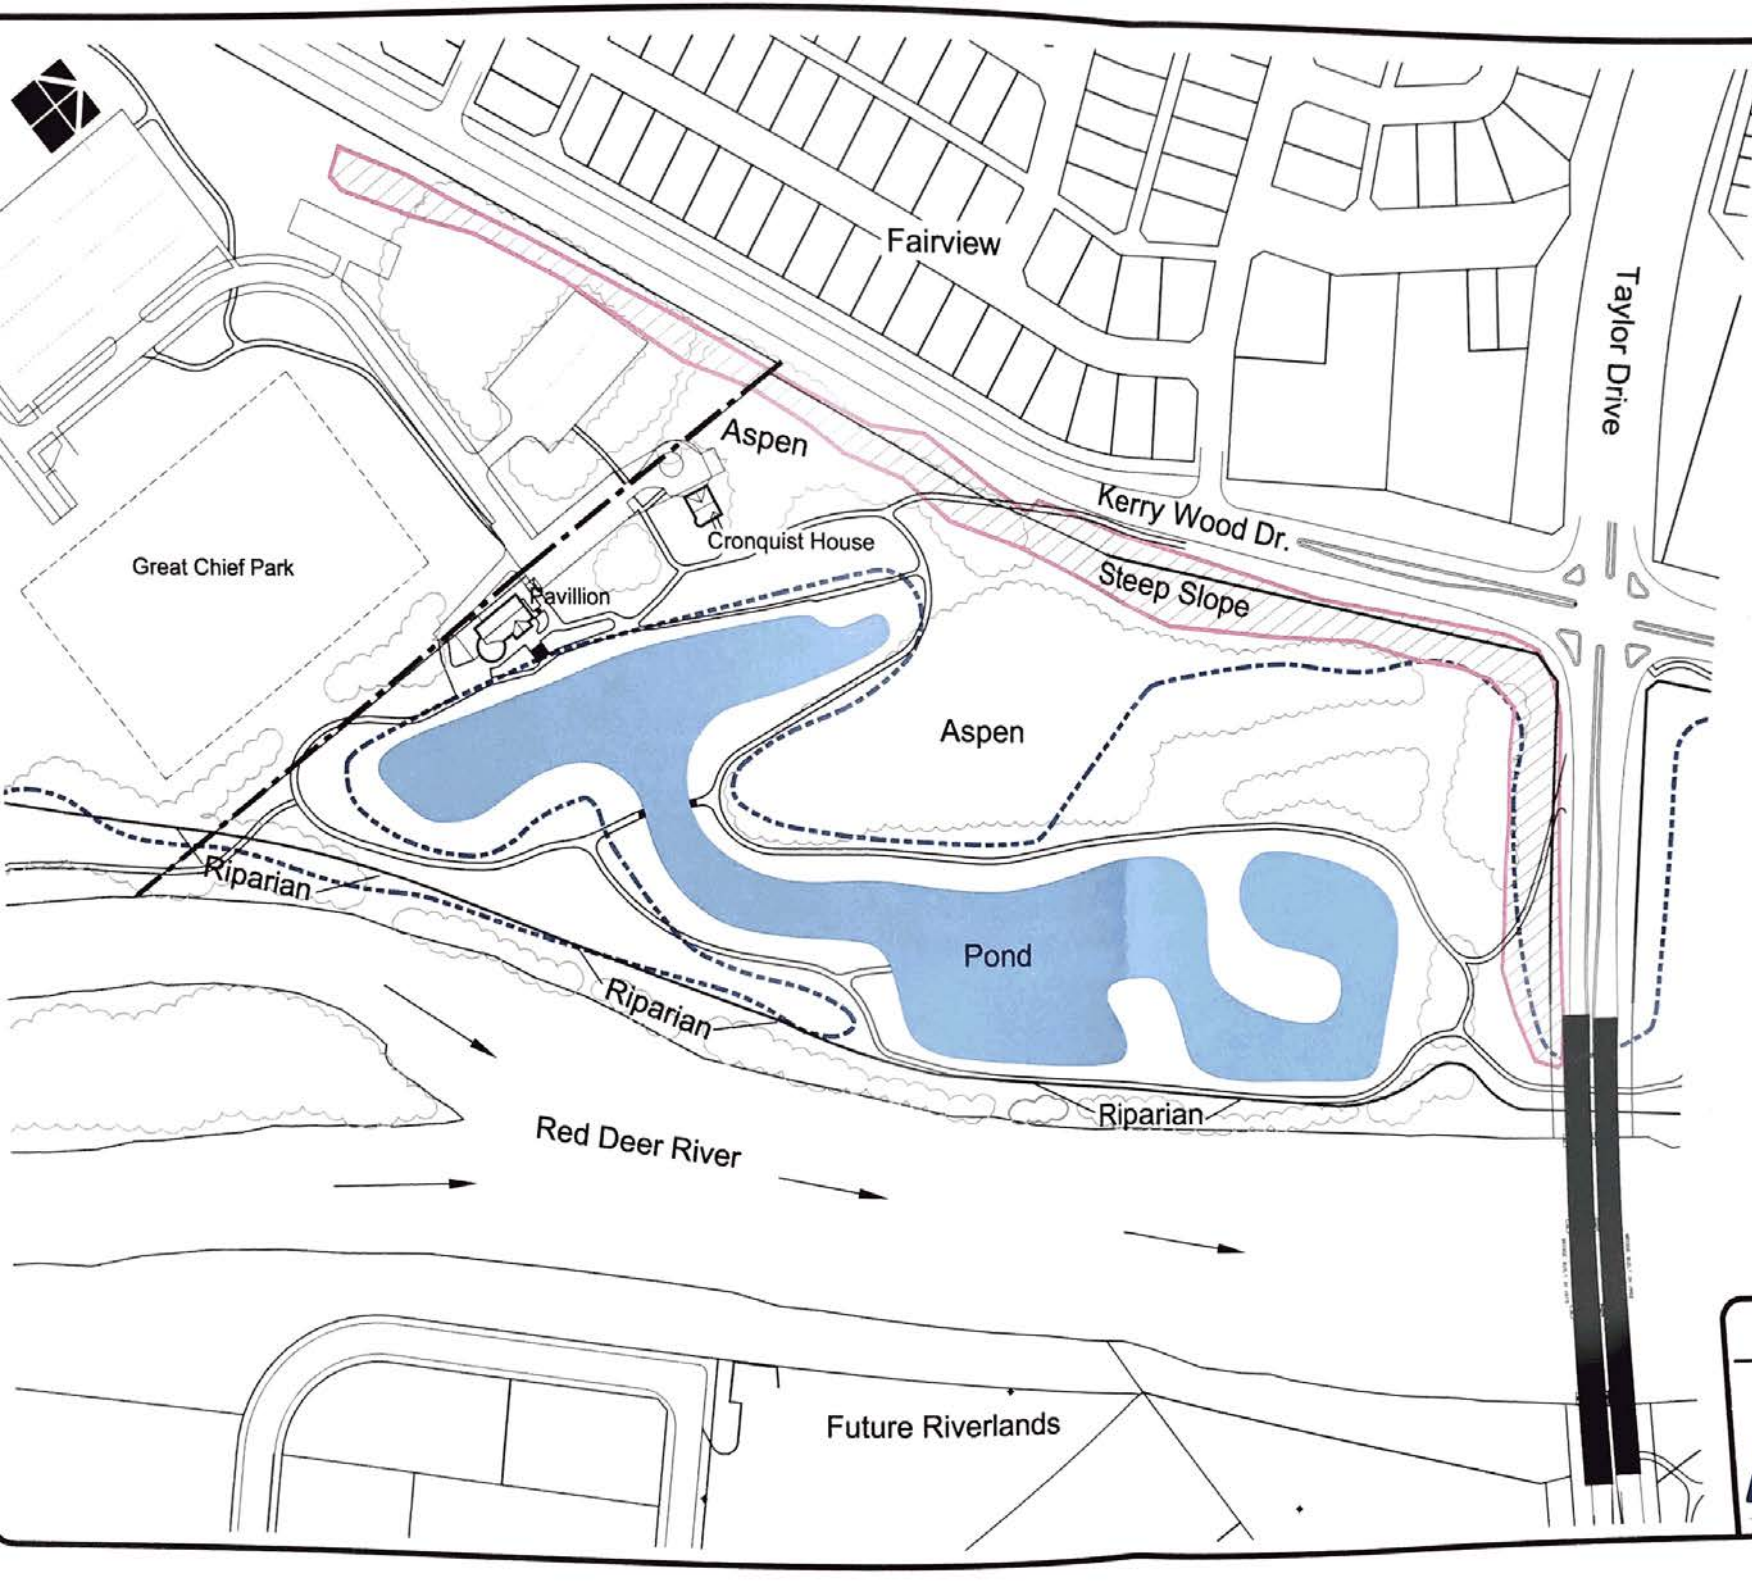 Fairview
Taylor Drive
Aspen
Kerry Wood Dr.
Cronquist House
Great Chief Park
Steep Slope
Pavillion
Aspen
Riparian
Pond
Riparian
Riparian
Red Deer River
Future Riverlands